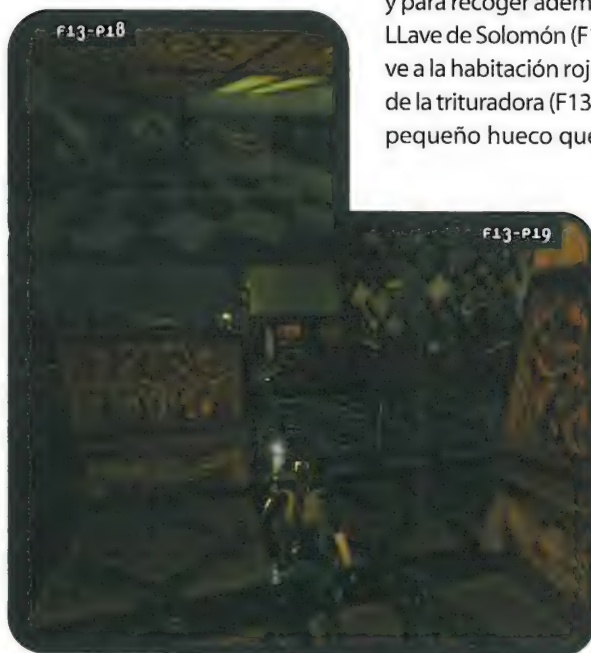 y para recoger adem
LLave de Solomón (F1
ve a la habitación roj
de la trituradora (F13
pequeño hueco que
F13-P18
F13-P19